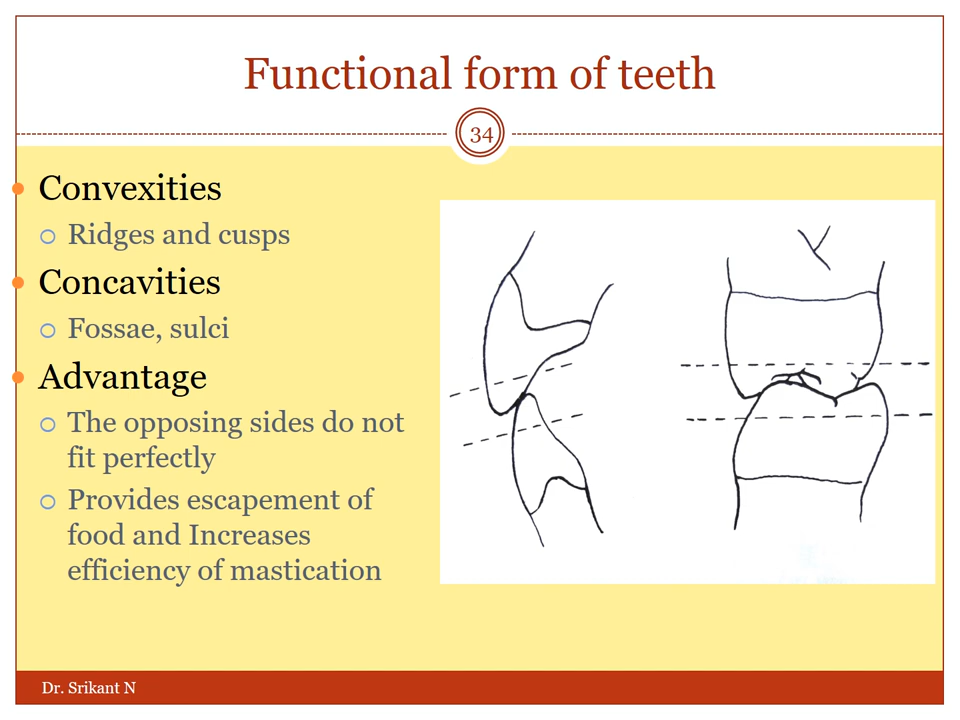 Functional form of teeth
34
Convexities
Ridges and cusps
Concavities
Fossae, sulci
Advantage
The opposing sides do not
fit perfectly
Provides escapement of
food and Increases
efficiency of mastication
Dr. Srikant N